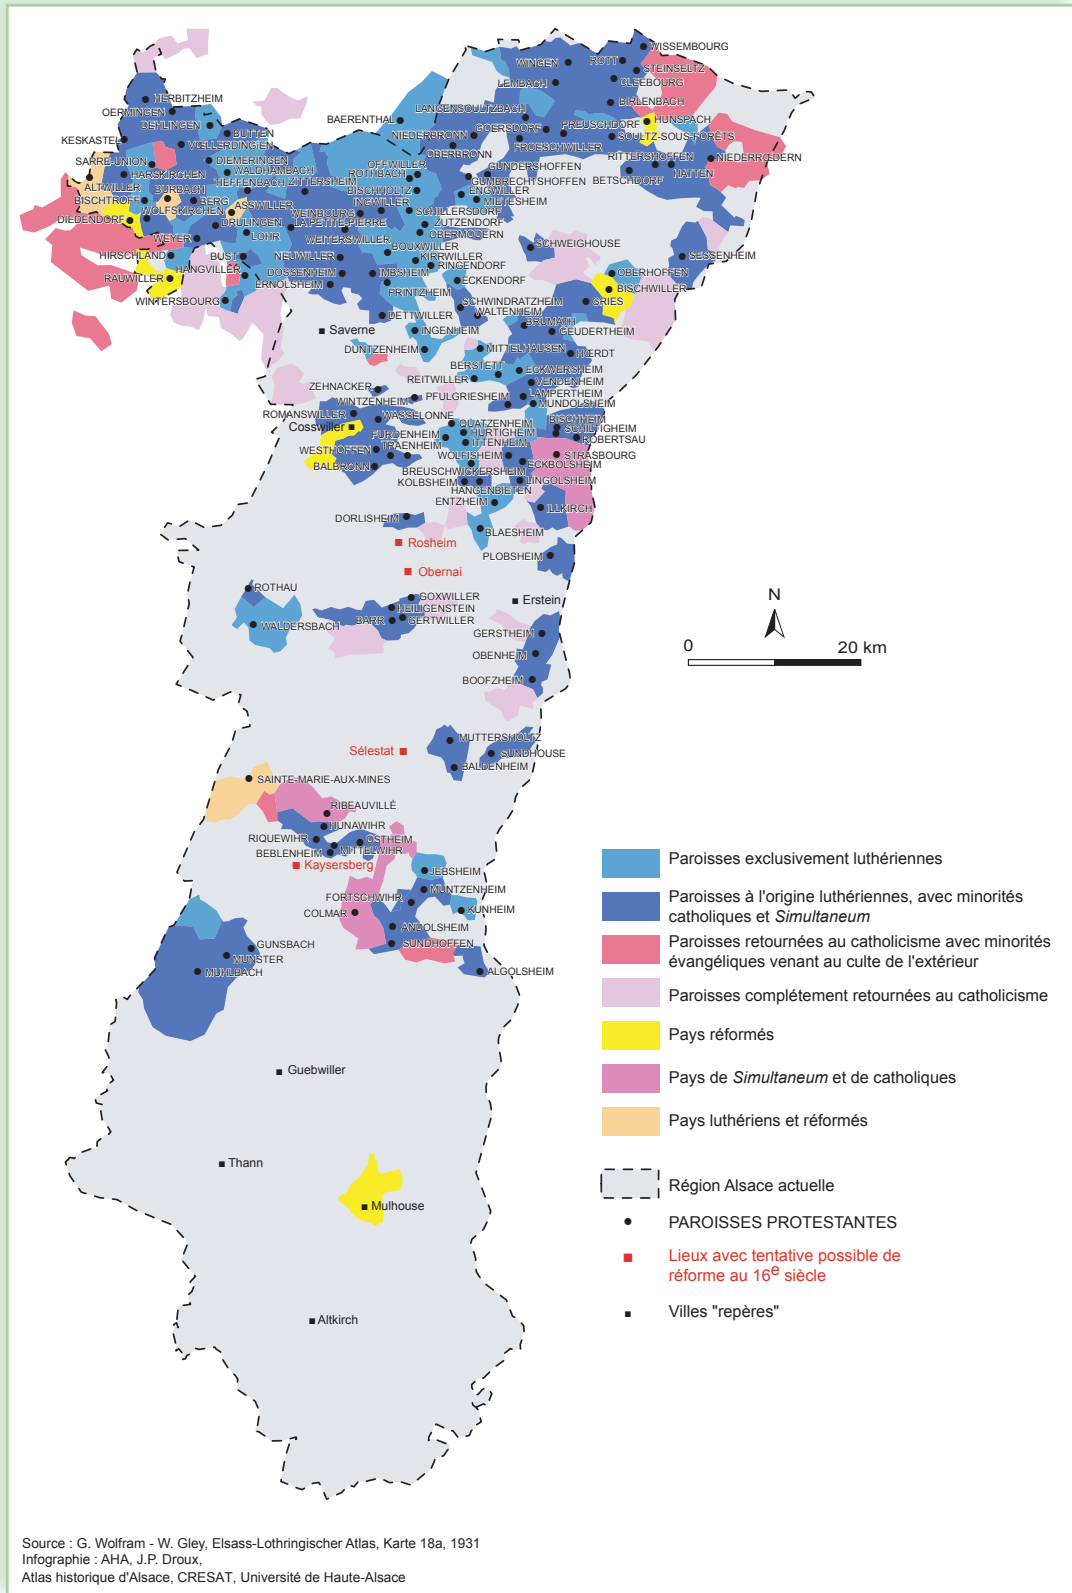 WISSEMBOURG
WINGEN
ROTT
STEINSELTZ
LEMBACH
CLEEBOURG
HERBITZHEIM
BIRLENBACH
OERMINGEN
LANGENSOULTZBACH
BAERENTHAL
HUNSPACH
DEHLINGEN
BUTTEN
GOERSDORF
PREUSCHDORF
NIEDERBRONN
SOULTZ-SOUS-FORÊTS
KESKASTEL
VŒLLERDINGEN
FROESCHWILLER
OBERBRONN
RITTERSHOFFEN
NIEDERRŒDERN
SARRE-UNION
DIEMERINGEN
OFFWILLER
GUNDERSHOFFEN
WALDHAMBACH
ROTHBACH
HARSKIRCHEN
GUMBRECHTSHOFFEN
BETSCHDORF
HATTEN
ALTWILLER
TIEFFENBACH
ZITTERSHEIM
BISCHHOLTZ
ENGWILLER
BURBACH
BISCHTROFF
BERG
ASSWILLER
INGWILLER
MIETESHEIM
WOLFSKIRCHEN
WEINBOURG
SCHILLERSDORF
DIEDENDORF
DRULINGEN
LA PETITE-PIERRE
ZUTZENDORF
WEYER
LOHR
WEITERSWILLER
OBERMODERN
SCHWEIGHOUSE
HIRSCHLAND
BUST
NEUWILLER
BOUXWILLER
KIRRWILLER
SESSENHEIM
HANGVILLER
RINGENDORF
RAUWILLER
DOSSENHEIM
IMBSHEIM
OBERHOFFEN
ERNOLSHEIM
ECKENDORF
BISCHWILLER
PRINTZHEIM
WINTERSBOURG
SCHWINDRATZHEIM
GRIES
DETTWILLER
WALTENHEIM
BRUMATH
Saverne
INGENHEIM
GEUDERTHEIM
DUNTZENHEIM
MITTELHAUSEN
HŒRDT
BERSTETT
ECKWERSHEIM
REITWILLER
VENDENHEIM
ZEHNACKER
LAMPERTHEIM
WINTZENHEIM
PFULGRIESHEIM
MUNDOLSHEIM
ROMANSWILLER
WASSELONNE
QUATZENHEIM
BISCHHEIM
Cosswiller
FURDENHEIM
HURTIGHEIM
SCHILTIGHEIM
ITTENHEIM
ROBERTSAU
WESTHOFFEN
TRAENHEIM
WOLFISHEIM
STRASBOURG
BALBRONN
BREUSCHWICKERSHEIM
ECKBOLSHEIM
KOLBSHEIM
LINGOLSHEIM
HANGENBIETEN
ENTZHEIM
ILLKIRCH
DORLISHEIM
BLAESHEIM
Rosheim
PLOBSHEIM
Obernai
ROTHAU
GOXWILLER
Erstein
HEILIGENSTEIN
BARR
GERTWILLER
WALDERSBACH
GERSTHEIM
OBENHEIM
BOOFZHEIM
N
0 20 km
MUTTERSHOLTZ
Sélestat
SUNDHOUSE
BALDENHEIM
SAINTE-MARIE-AUX-MINES
RIBEAUVILLÉ
HUNAWIHR
RIQUEWIHR
OSTHEIM
BEBLENHEIM
MITTELWIHR
Kaysersberg
JEBSHEIM
MUNTZENHEIM
FORTSCHWIHR
COLMAR
KUNHEIM
ANDOLSHEIM
GUNSBACH
SUNDHOFFEN
MUNSTER
MUHLBACH
ALGOLSHEIM
Guebwiller
Thann
Mulhouse
Altkirch
Paroisses exclusivement luthériennes
Paroisses à l'origine luthériennes, avec minorités
catholiques et Simultaneum
Paroisses retournées au catholicisme avec minorités
évangéliques venant au culte de l'extérieur
Paroisses complétement retournées au catholicisme
Pays réformés
Pays de Simultaneum et de catholiques
Pays luthériens et réformés
Région Alsace actuelle
PAROISSES PROTESTANTES
Lieux avec tentative possible de
réforme au 16e siècle
Villes "repères"
Source : G. Wolfram - W. Gley, Elsass-Lothringischer Atlas, Karte 18a, 1931
Infographie : AHA, J.P. Droux,
Atlas historique d'Alsace, CRESAT, Université de Haute-Alsace